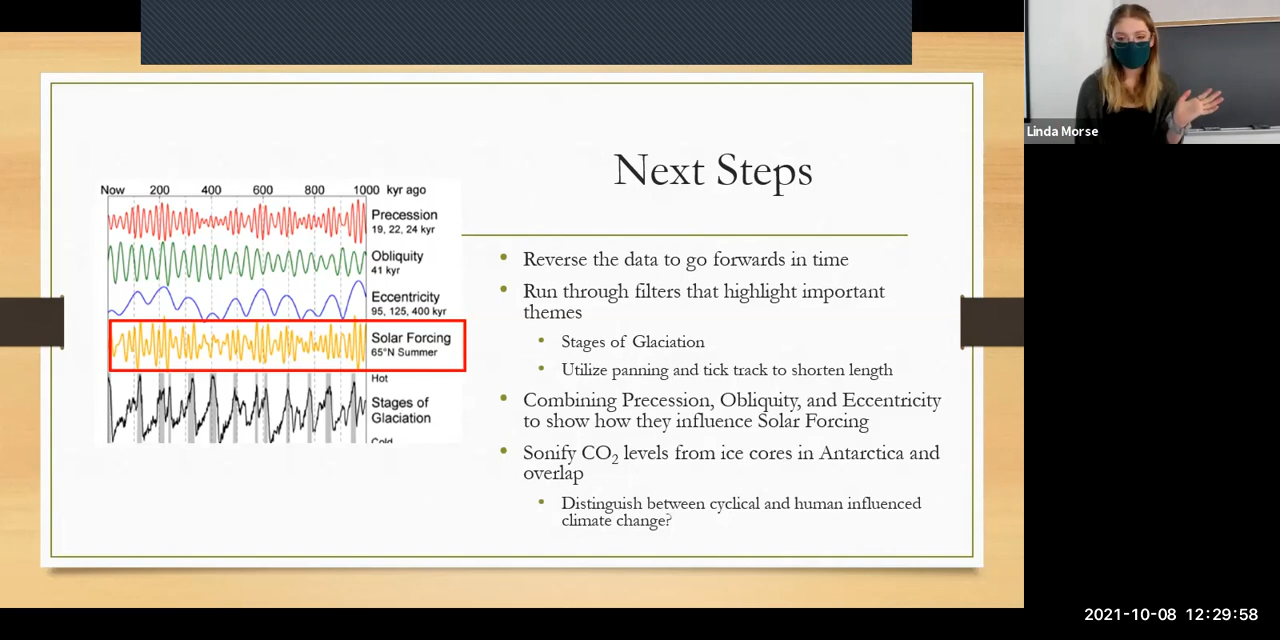 Linda Morse
Next Steps
Now 200 400 600 800 1000 kyr ago
Precession
19, 22, 24 kyr
Obliquity
41 kyr
Eccentricity
95, 125, 400 kyr
Solar Forcing
65°N Summer
Hot
Stages of
Glaciation
Cold
• Reverse the data to go forwards in time
• Run through filters that highlight important
themes
• Stages of Glaciation
• Utilize panning and tick track to shorten length
• Combining Precession, Obliquity, and Eccentricity
to show how they influence Solar Forcing
• Sonify CO₂ levels from ice cores in Antarctica and
overlap
• Distinguish between cyclical and human influenced
climate change?
2021-10-08 12:29:58